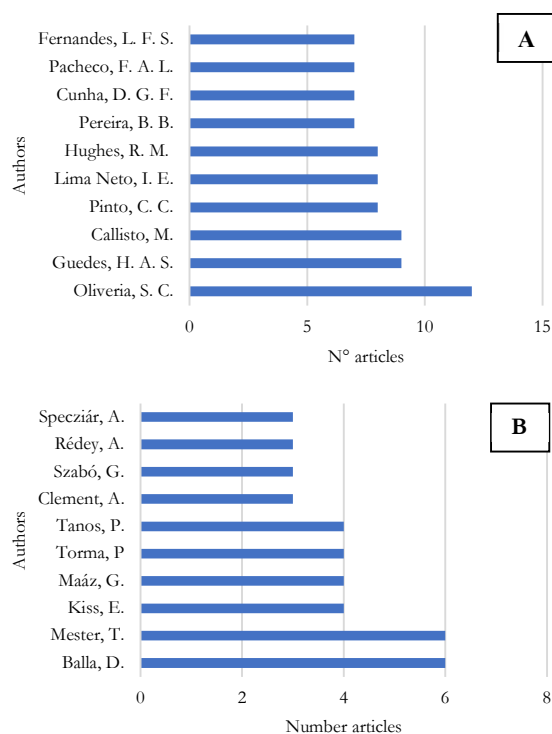 A
Authors
Fernandes, L. F. S.
Pacheco, F. A. L.
Cunha, D. G. F.
Pereira, B. B.
Hughes, R. M.
Lima Neto, I. E.
Pinto, C. C.
Callisto, M.
Guedes, H. A. S.
Oliveria, S. C.
0 5 10 15
N° articles
B
Authors
Specziár, A.
Rédey, A.
Szabó, G.
Clement, A.
Tanos, P.
Torma, P
Maáz, G.
Kiss, E.
Mester, T.
Balla, D.
0 2 4 6 8
Number articles